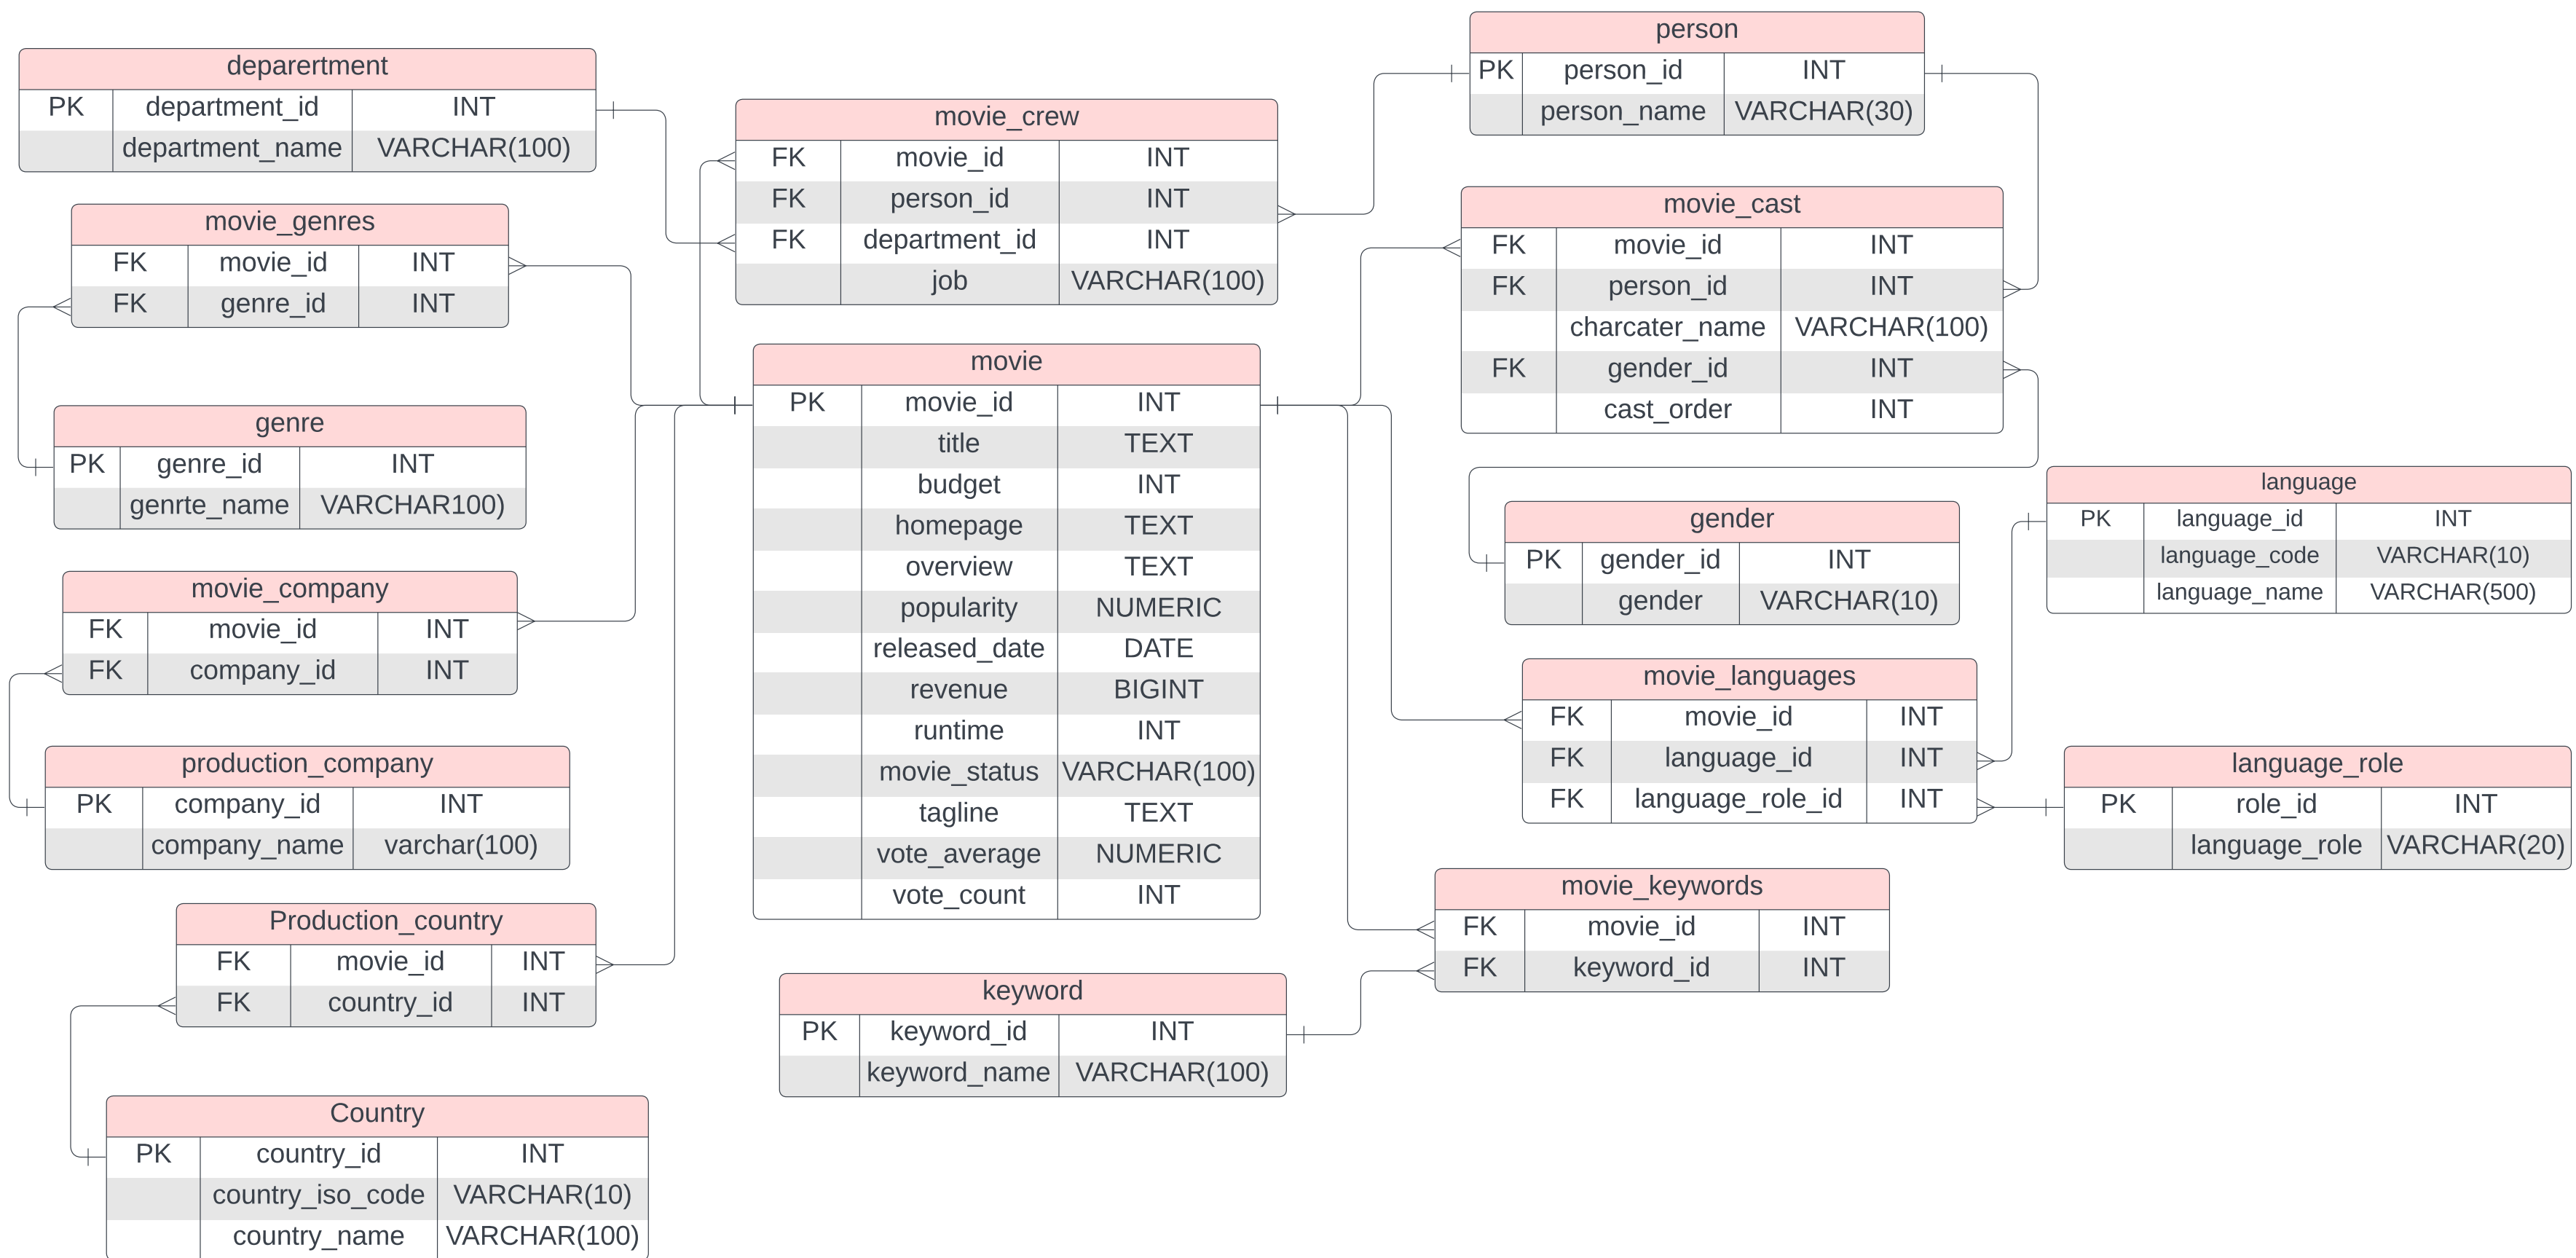 deparertment
PK department_id INT
department_name VARCHAR(100)
movie_genres
FK movie_id INT
FK genre_id INT
genre
PK genre_id INT
genrte_name VARCHAR100)
movie_company
FK movie_id INT
FK company_id INT
production_company
PK company_id INT
company_name varchar(100)
Production_country
FK movie_id INT
FK country_id INT
Country
PK country_id INT
country_iso_code VARCHAR(10)
country_name VARCHAR(100)
movie_crew
FK movie_id INT
FK person_id INT
FK department_id INT
job VARCHAR(100)
movie
PK movie_id INT
title TEXT
budget INT
homepage TEXT
overview TEXT
popularity NUMERIC
released_date DATE
revenue BIGINT
runtime INT
movie_status VARCHAR(100)
tagline TEXT
vote_average NUMERIC
vote_count INT
keyword
PK keyword_id INT
keyword_name VARCHAR(100)
person
PK person_id INT
person_name VARCHAR(30)
movie_cast
FK movie_id INT
FK person_id INT
charcater_name VARCHAR(100)
FK gender_id INT
cast_order INT
gender
PK gender_id INT
gender VARCHAR(10)
movie_languages
FK movie_id INT
FK language_id INT
FK language_role_id INT
movie_keywords
FK movie_id INT
FK keyword_id INT
language
PK language_id INT
language_code VARCHAR(10)
language_name VARCHAR(500)
language_role
PK role_id INT
language_role VARCHAR(20)